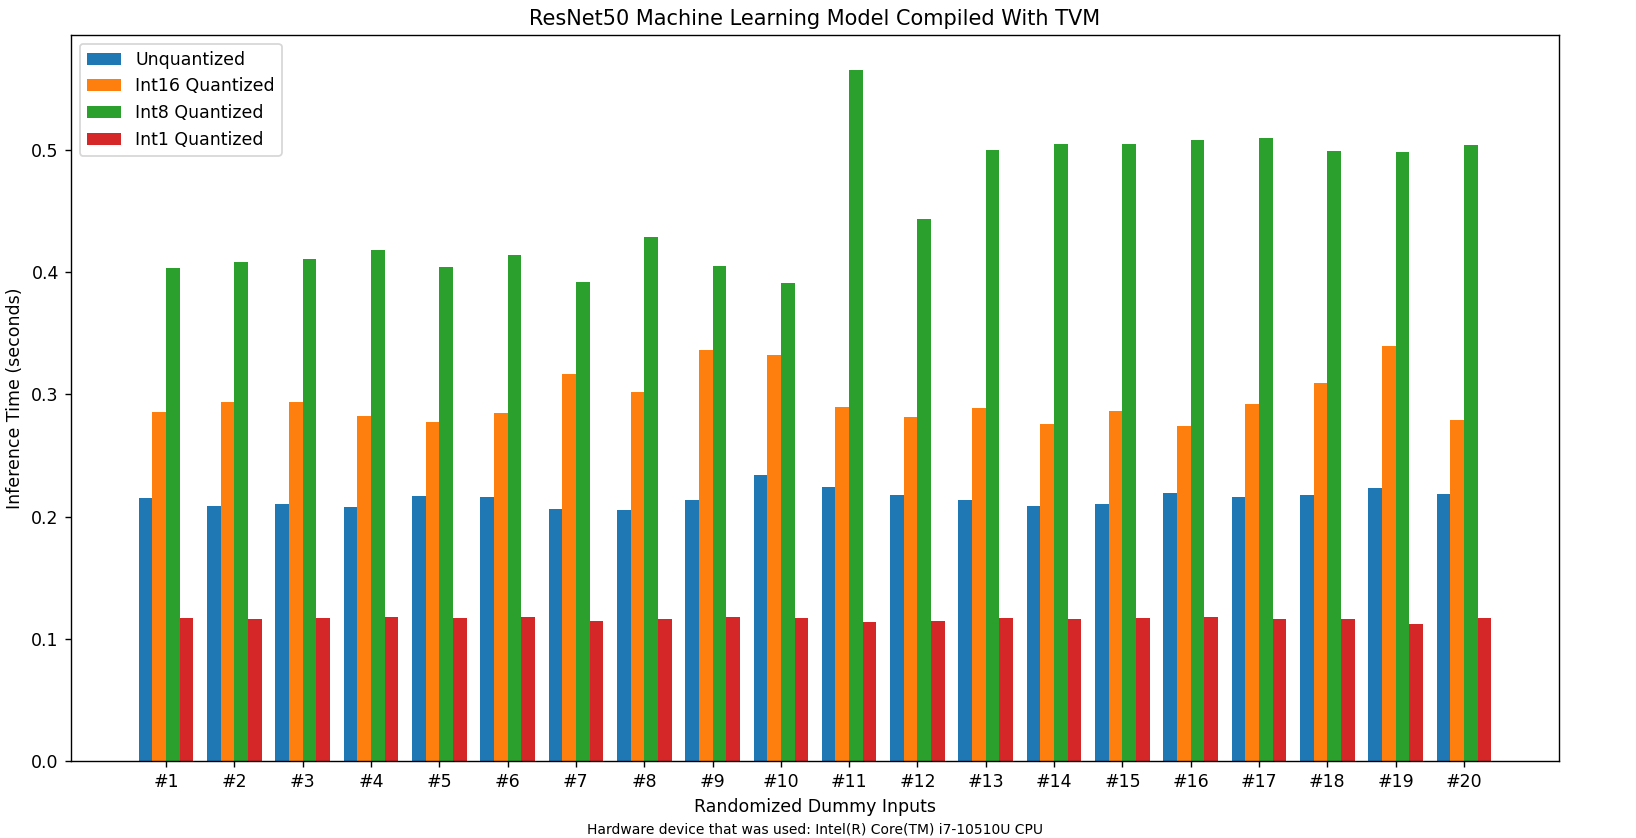 ResNet50 Machine Learning Model Compiled With TVM
Unquantized
Int16 Quantized
Int8 Quantized
Int1 Quantized
Inference Time (seconds)
0.5
0.4
0.3
0.2
0.1
0.0
#1 #2 #3 #4 #5 #6 #7 #8 #9 #10 #11 #12 #13 #14 #15 #16 #17 #18 #19 #20
Randomized Dummy Inputs
Hardware device that was used: Intel(R) Core(TM) i7-10510U CPU